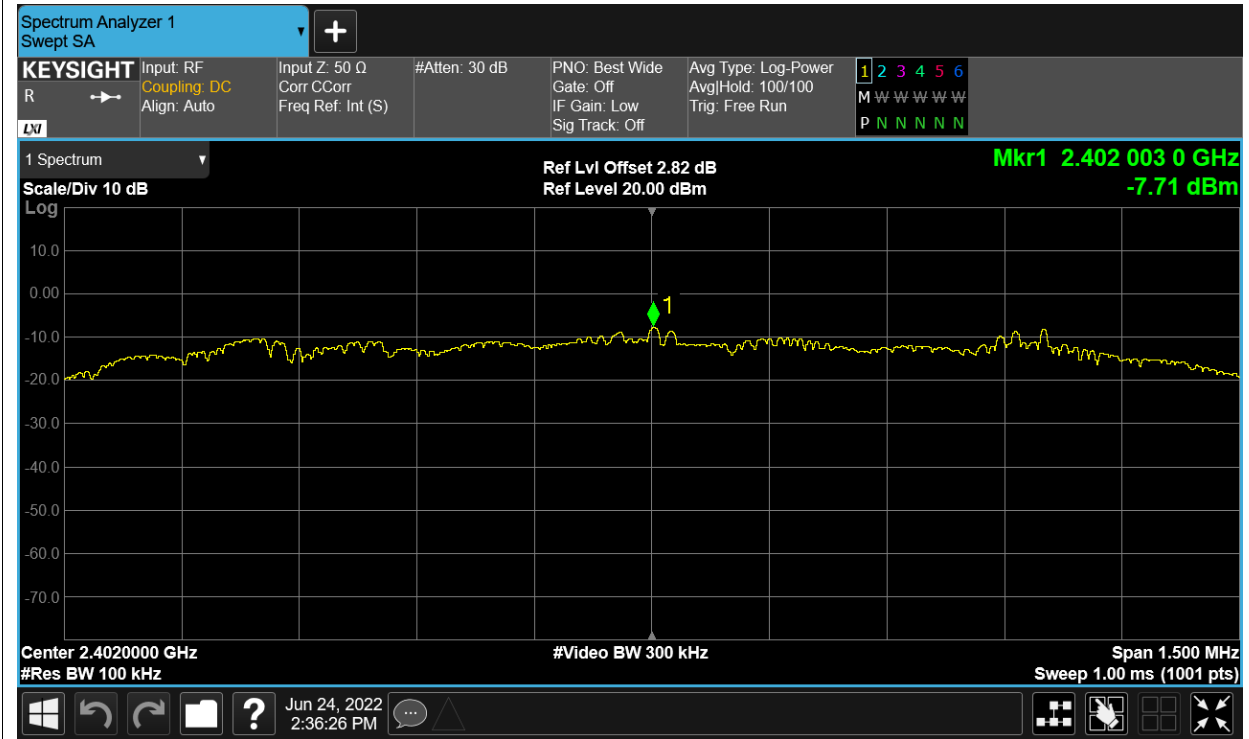 Spectrum Analyzer 1
Swept SA
+
KEYSIGHT
R
LXI
Input: RF
Coupling: DC
Align: Auto
Input Z: 50 Ω
Corr CCorr
Freq Ref: Int (S)
#Atten: 30 dB
PNO: Best Wide
Gate: Off
IF Gain: Low
Sig Track: Off
Avg Type: Log-Power
Avg|Hold: 100/100
Trig: Free Run
1 2 3 4 5 6
M W W W W W W
P N N N N N N
1 Spectrum
Scale/Div 10 dB
Ref Lvl Offset 2.82 dB
Ref Level 20.00 dBm
Mkr1 2.402 003 0 GHz
-7.71 dBm
Log
10.0
0.00
1
-10.0
-20.0
-30.0
-40.0
-50.0
-60.0
-70.0
Center 2.4020000 GHz
#Res BW 100 kHz
#Video BW 300 kHz
Span 1.500 MHz
Sweep 1.00 ms (1001 pts)
?
Jun 24, 2022
2:36:26 PM